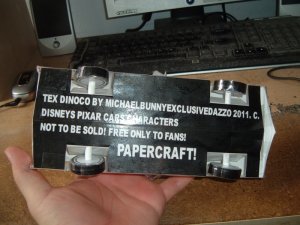 TEX DINOCO BY MICHAELBUNNYEXCLUSIVEDAZZO 2011. C.
DISNEYS PIXAR CARS CHARACTERS
NOT TO BE SOLD! FREE ONLY TO FANS!
PAPERCRAFT!